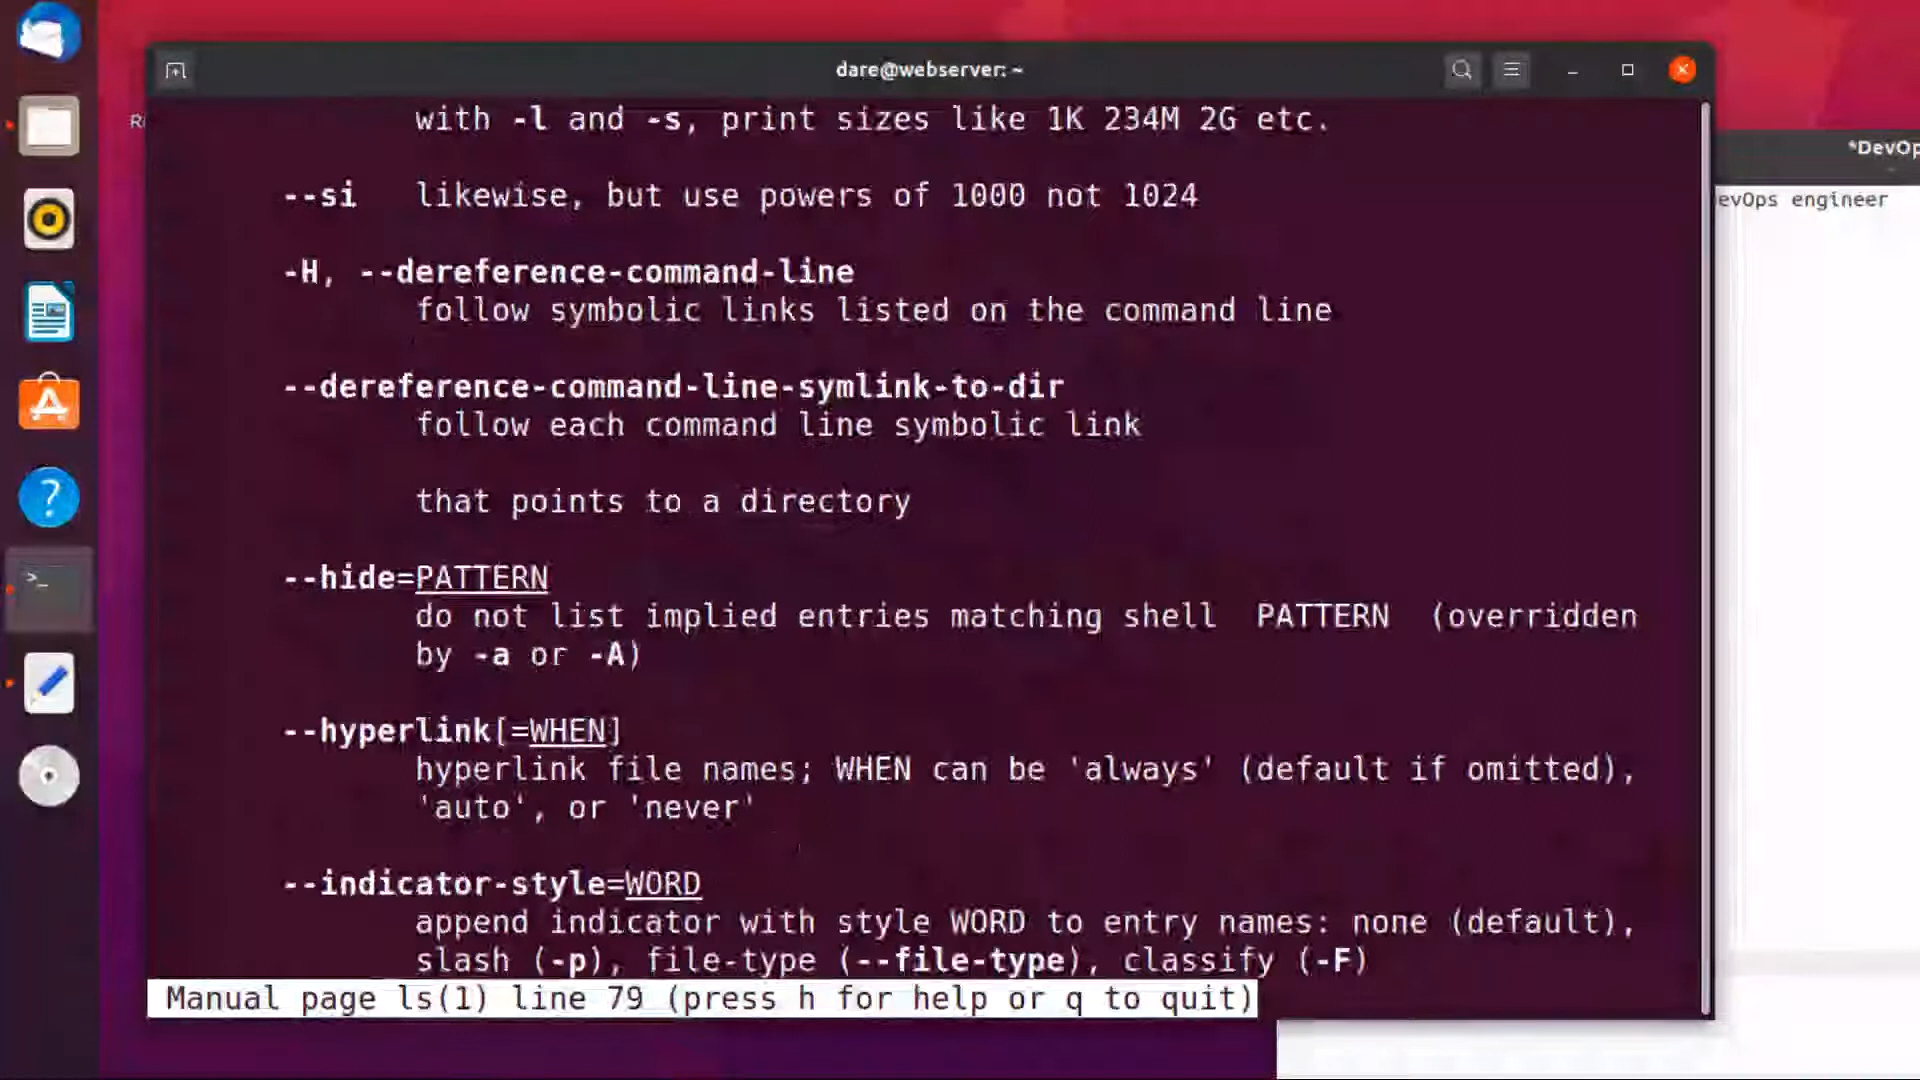 dare@webserver: ~
*DevOp
evOps engineer
with -l and -s, print sizes like 1K 234M 2G etc.
--si likewise, but use powers of 1000 not 1024
-H, --dereference-command-line
follow symbolic links listed on the command line
--dereference-command-line-symlink-to-dir
follow each command line symbolic link
that points to a directory
--hide=PATTERN
do not list implied entries matching shell PATTERN (overridden
by -a or -A)
--hyperlink[=WHEN]
hyperlink file names; WHEN can be 'always' (default if omitted),
'auto', or 'never'
--indicator-style=WORD
append indicator with style WORD to entry names: none (default),
slash (-p), file-type (--file-type), classify (-F)
Manual page ls(1) line 79 (press h for help or q to quit)